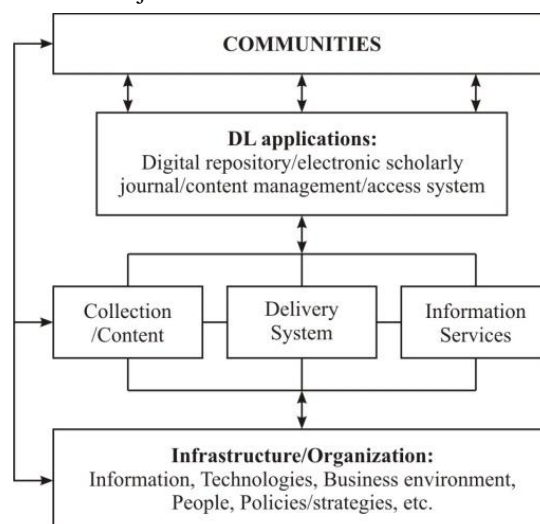 COMMUNITIES
DL applications:
Digital repository/electronic scholarly
journal/content management/access system
Collection
/Content
Delivery
System
Information
Services
Infrastructure/Organization:
Information, Technologies, Business environment,
People, Policies/strategies, etc.